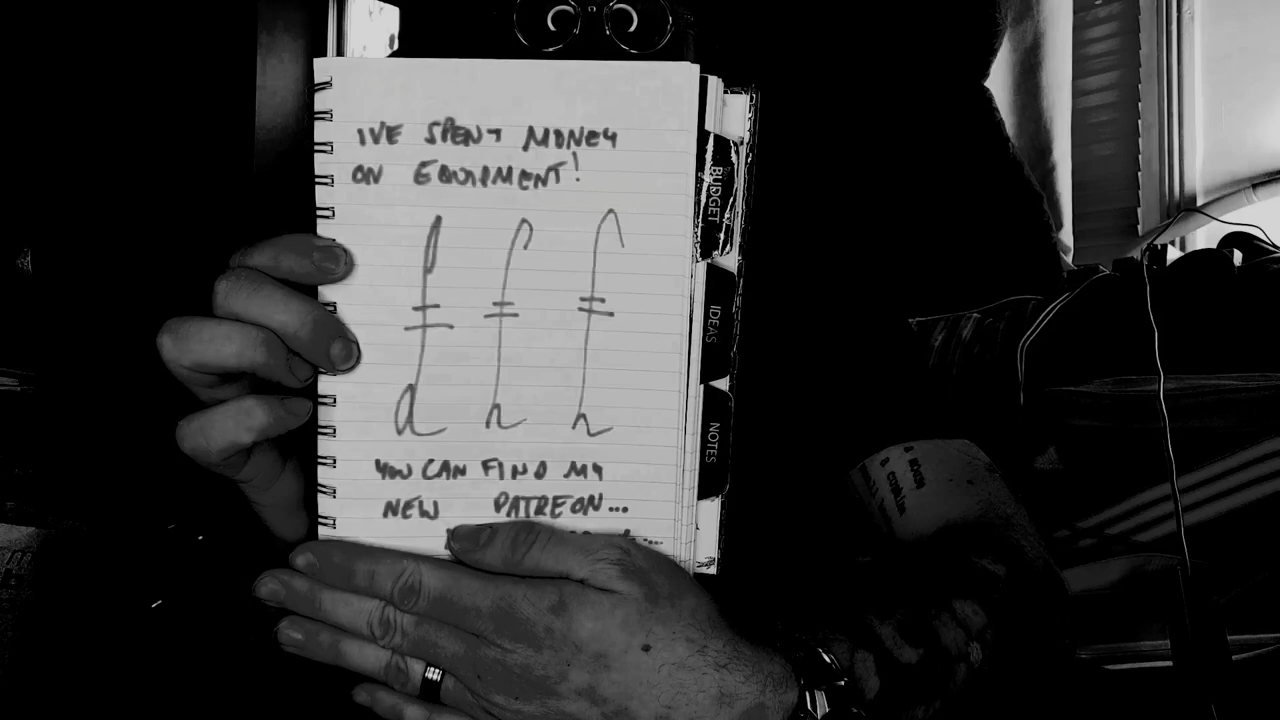 IVE SPENT MONEY
ON EQUIPMENT!
YOU CAN FIND MY
NEW PATREON...
BUDGET
IDEAS
NOTES